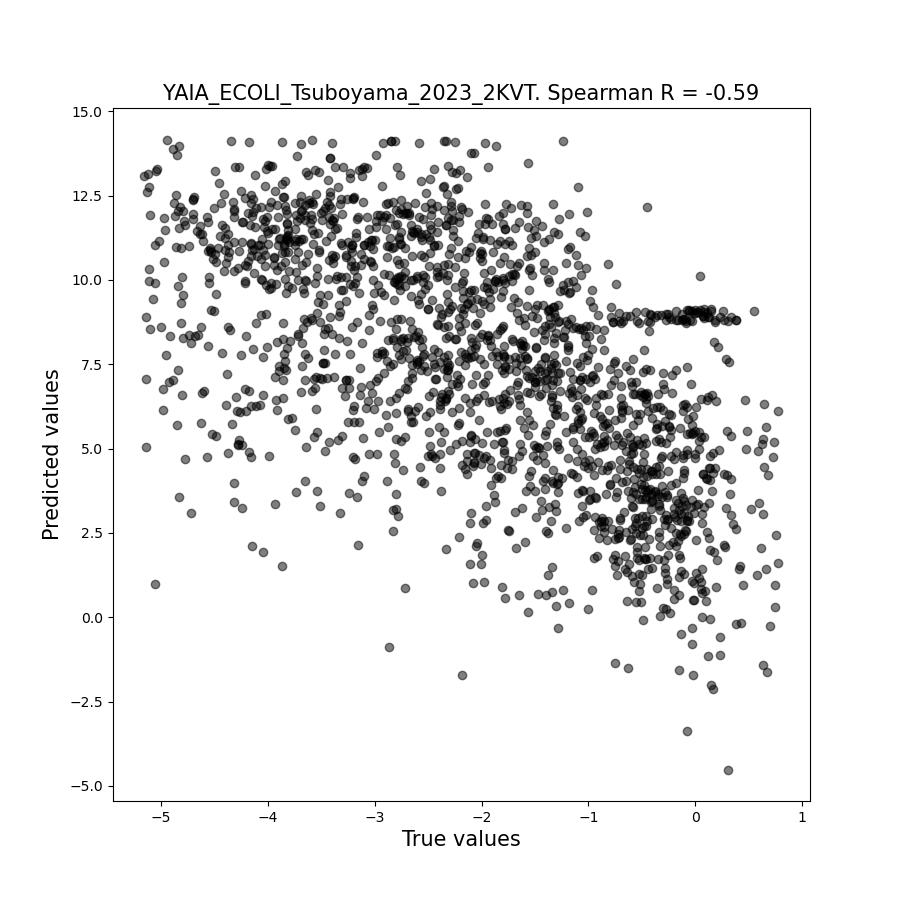 YAIA_ECOLI_Tsuboyama_2023_2KVT. Spearman R = -0.59
15.0
12.5
10.0
7.5
5.0
2.5
0.0
−2.5
−5.0
Predicted values
−5 −4 −3 −2 −1 0 1
True values